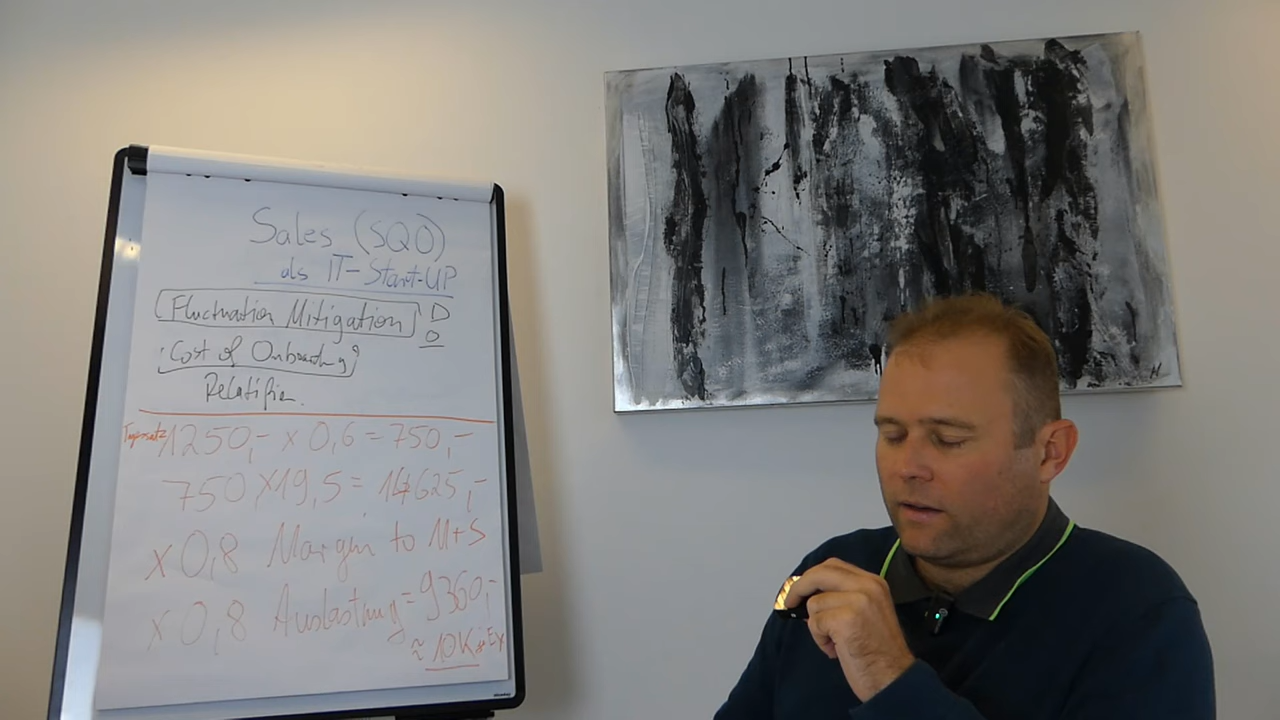 Sales (SQO)
als IT-Start-UP
Fluctuation Mitigation D
O
Cost of Onboarding
Relatifier.
Tagessatz 1250,- x 0,6 = 750,-
750 x 19,5 = 14625,-
x 0,8 Margin to M+S
x 0,8 Auslastung = 9360,-
≈ 10K